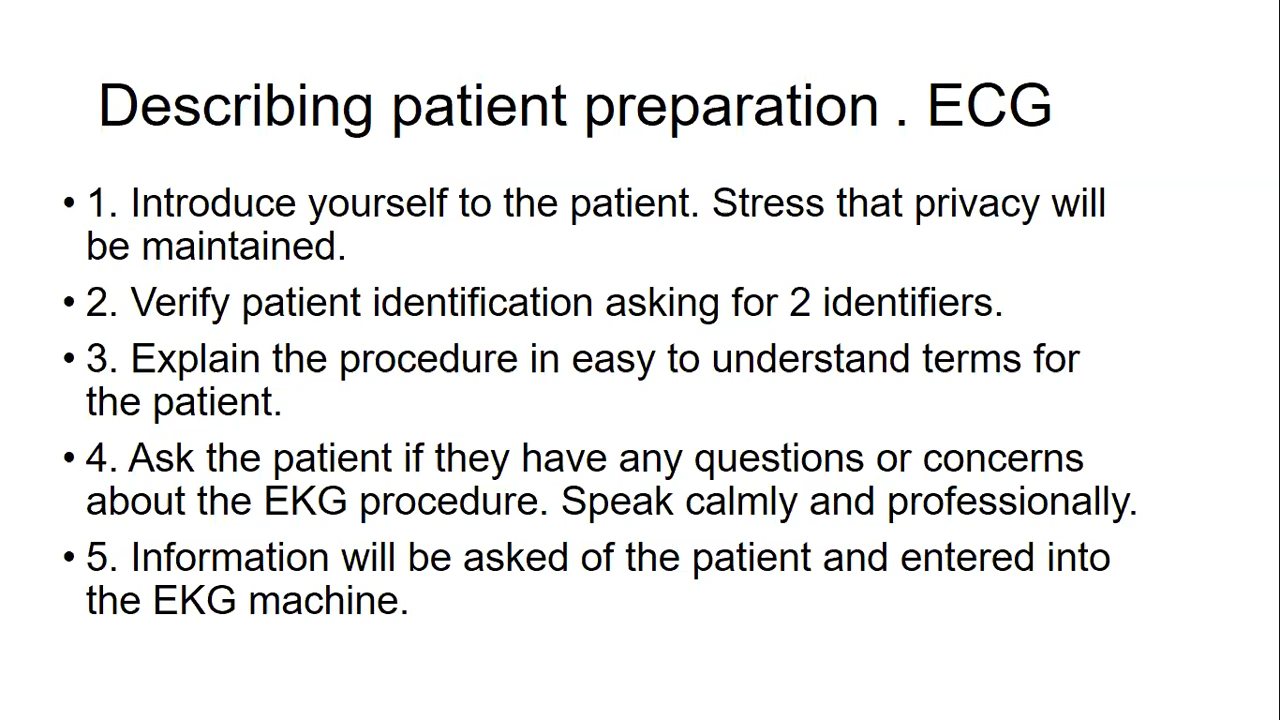 Describing patient preparation . ECG
• 1. Introduce yourself to the patient. Stress that privacy will
be maintained.
• 2. Verify patient identification asking for 2 identifiers.
• 3. Explain the procedure in easy to understand terms for
the patient.
• 4. Ask the patient if they have any questions or concerns
about the EKG procedure. Speak calmly and professionally.
• 5. Information will be asked of the patient and entered into
the EKG machine.